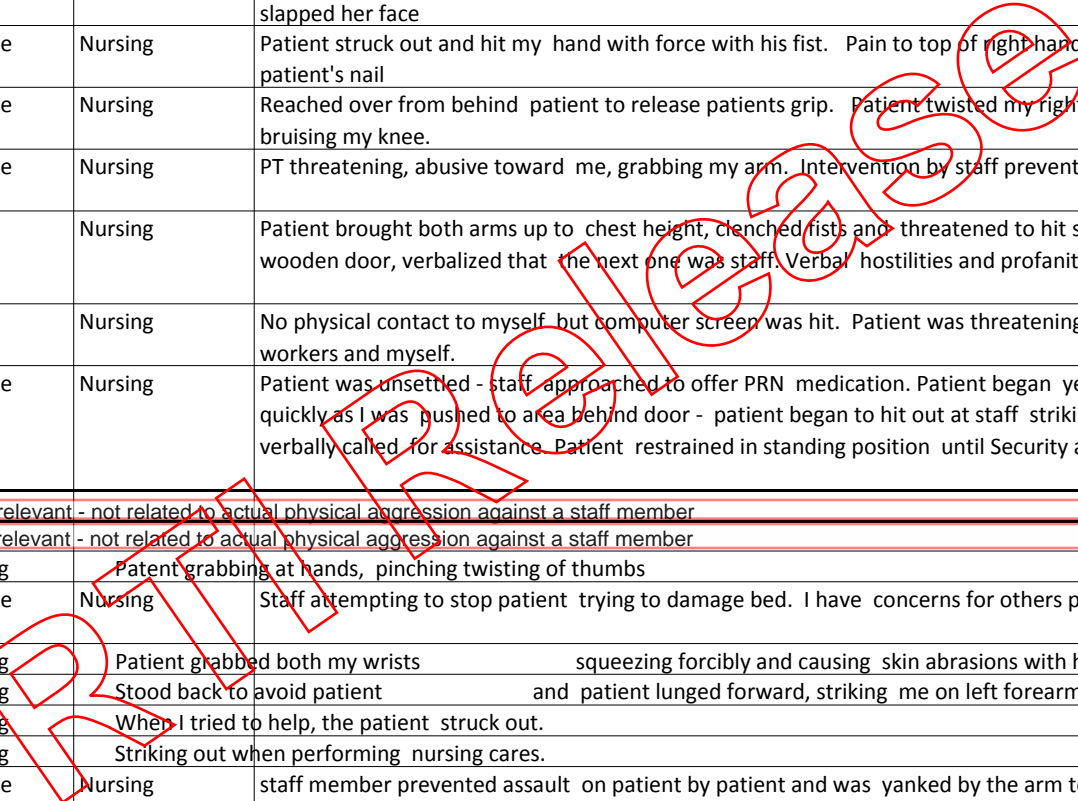 slapped her face
e Nursing Patient struck out and hit my hand with force with his fist. Pain to top of right hand
patient's nail
e Nursing Reached over from behind patient to release patients grip. Patient twisted my right
bruising my knee.
e Nursing PT threatening, abusive toward me, grabbing my arm. Intervention by staff prevent
Nursing Patient brought both arms up to chest height, clenched fists and threatened to hit s
wooden door, verbalized that the next one was staff. Verbal hostilities and profanit
Nursing No physical contact to myself but computer screen was hit. Patient was threatening
workers and myself.
e Nursing Patient was unsettled - staff approached to offer PRN medication. Patient began ye
quickly as I was pushed to area behind door - patient began to hit out at staff striki
verbally called for assistance. Patient restrained in standing position until Security a
relevant - not related to actual physical aggression against a staff member
relevant - not related to actual physical aggression against a staff member
g Patent grabbing at hands, pinching twisting of thumbs
e Nursing Staff attempting to stop patient trying to damage bed. I have concerns for others p
g Patient grabbed both my wrists squeezing forcibly and causing skin abrasions with h
g Stood back to avoid patient and patient lunged forward, striking me on left forearm
g When I tried to help, the patient struck out.
g Striking out when performing nursing cares.
e Nursing staff member prevented assault on patient by patient and was yanked by the arm to
RTI Release